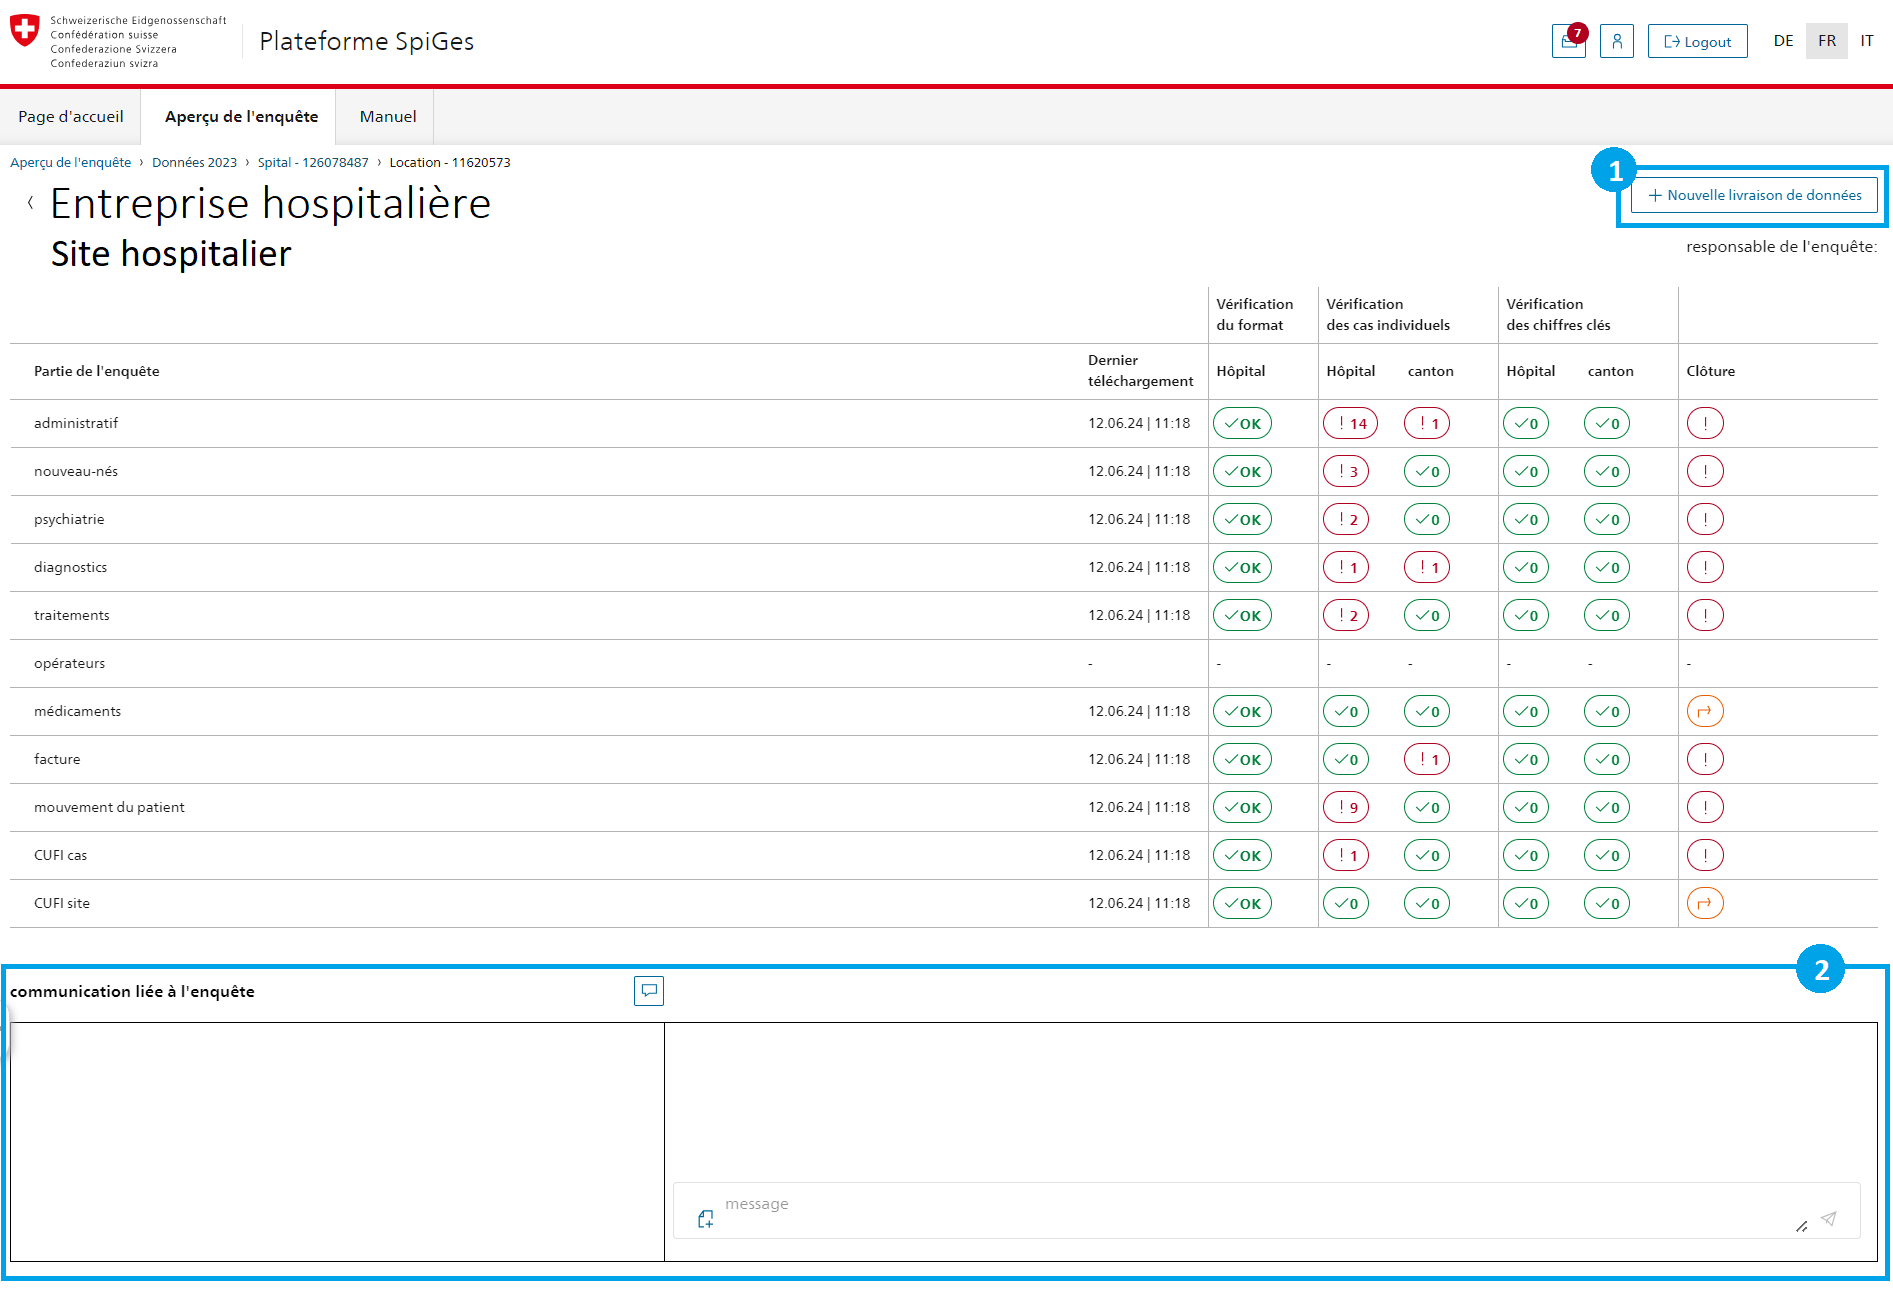 Schweizerische Eidgenossenschaft
Confédération suisse
Confederazione Svizzera
Confederaziun svizra
Plateforme SpiGes
7
Logout
DE FR IT
Page d'accueil Aperçu de l'enquête Manuel
Aperçu de l'enquête › Données 2023 › Spital - 126078487 › Location - 11620573
1
Entreprise hospitalière
+ Nouvelle livraison de données
Site hospitalier
responsable de l'enquête:
Vérification du format
Vérification des cas individuels
Vérification des chiffres clés
Partie de l'enquête Dernier téléchargement Hôpital Hôpital canton Hôpital canton Clôture
administratif 12.06.24 | 11:18 OK ! 14 ! 1 0 0 !
nouveau-nés 12.06.24 | 11:18 OK ! 3 0 0 0 !
psychiatrie 12.06.24 | 11:18 OK ! 2 0 0 0 !
diagnostics 12.06.24 | 11:18 OK ! 1 ! 1 0 0 !
traitements 12.06.24 | 11:18 OK ! 2 0 0 0 !
opérateurs - - - - - - -
médicaments 12.06.24 | 11:18 OK 0 0 0 0
facture 12.06.24 | 11:18 OK 0 ! 1 0 0 !
mouvement du patient 12.06.24 | 11:18 OK ! 9 0 0 0 !
CUFI cas 12.06.24 | 11:18 OK ! 1 0 0 0 !
CUFI site 12.06.24 | 11:18 OK 0 0 0 0
2
communication liée à l'enquête
message